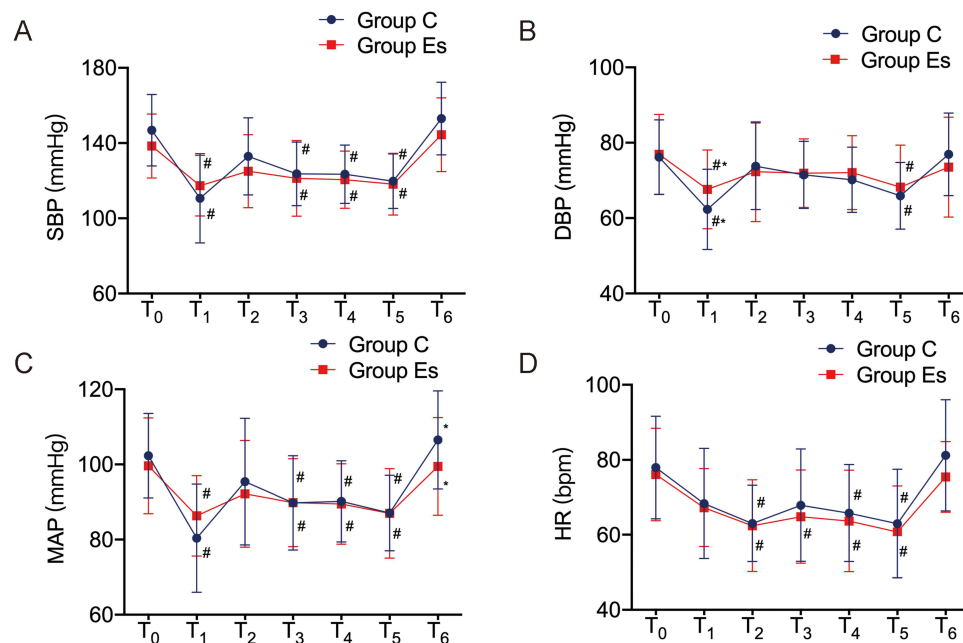 A
Group C
Group Es
SBP (mmHg)
180
140
100
60
# # # # #
# # # #
T0 T1 T2 T3 T4 T5 T6
B
Group C
Group Es
DBP (mmHg)
100
80
60
40
#* #
#* #
T0 T1 T2 T3 T4 T5 T6
C
Group C
Group Es
MAP (mmHg)
120
100
80
60
# # # # *
# # # # *
T0 T1 T2 T3 T4 T5 T6
D
Group C
Group Es
HR (bpm)
100
80
60
40
# # #
# # # #
T0 T1 T2 T3 T4 T5 T6